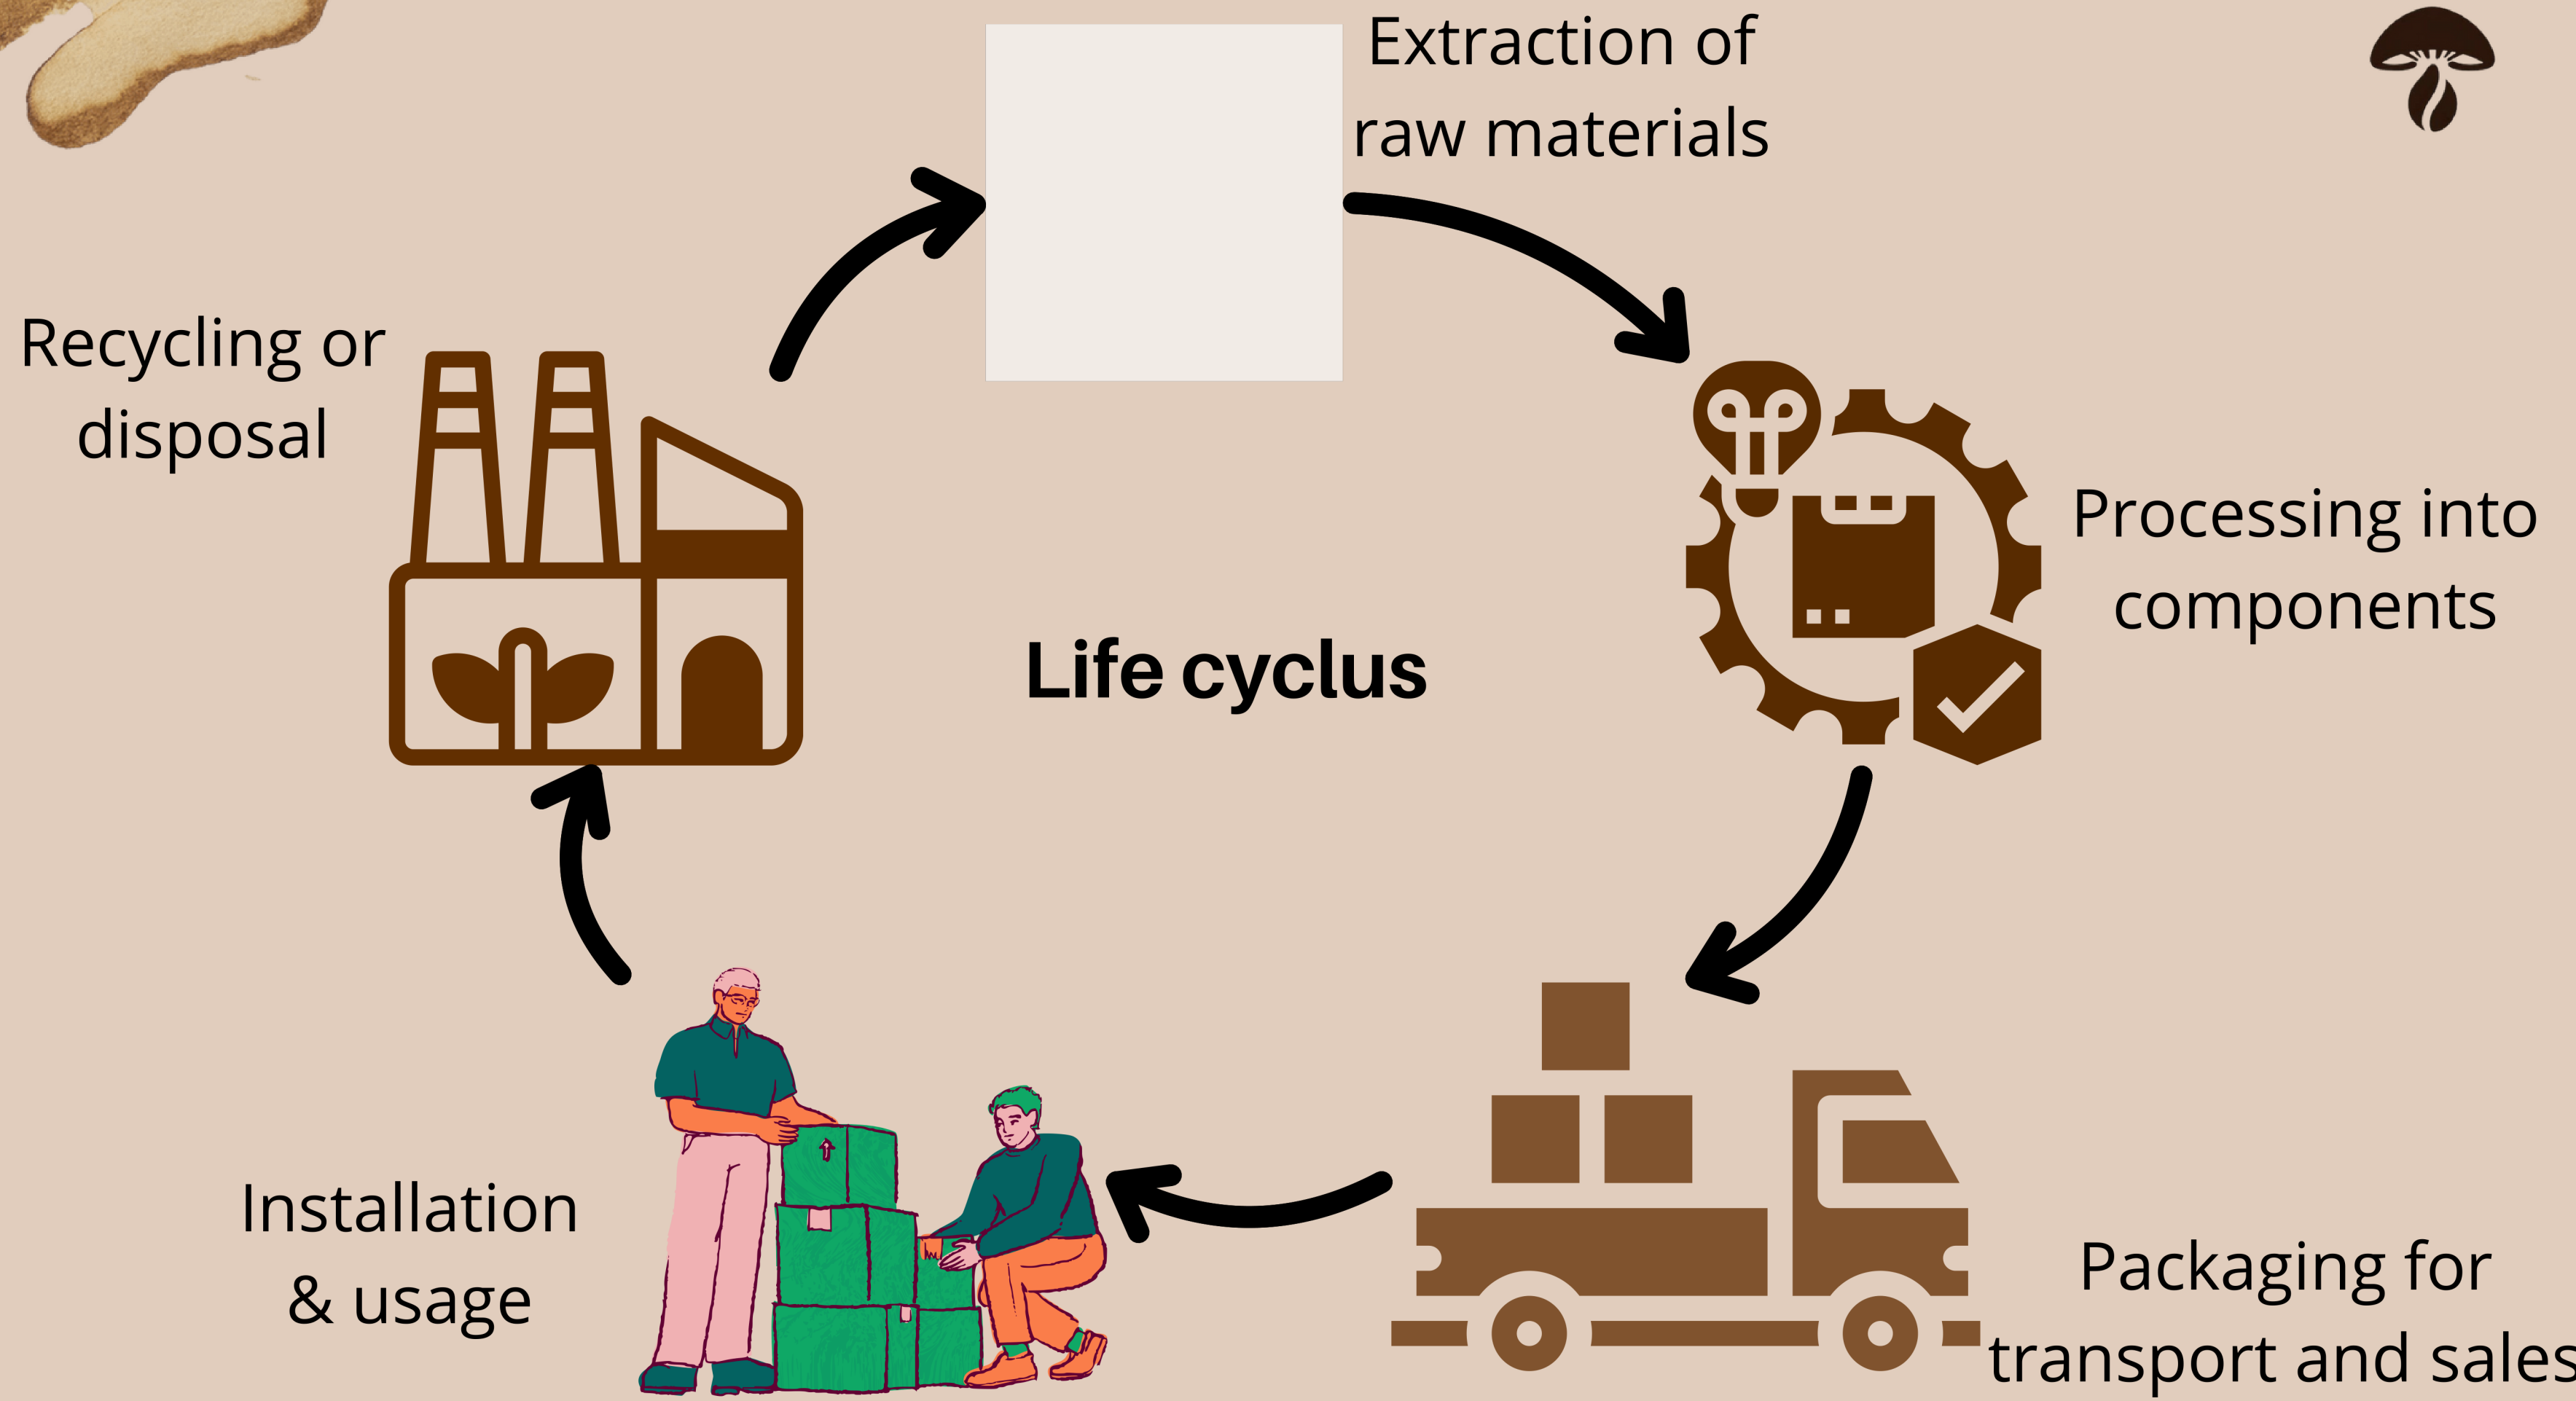 Extraction of
raw materials
Recycling or
disposal
Processing into
components
Life cyclus
Installation
& usage
Packaging for
transport and sales